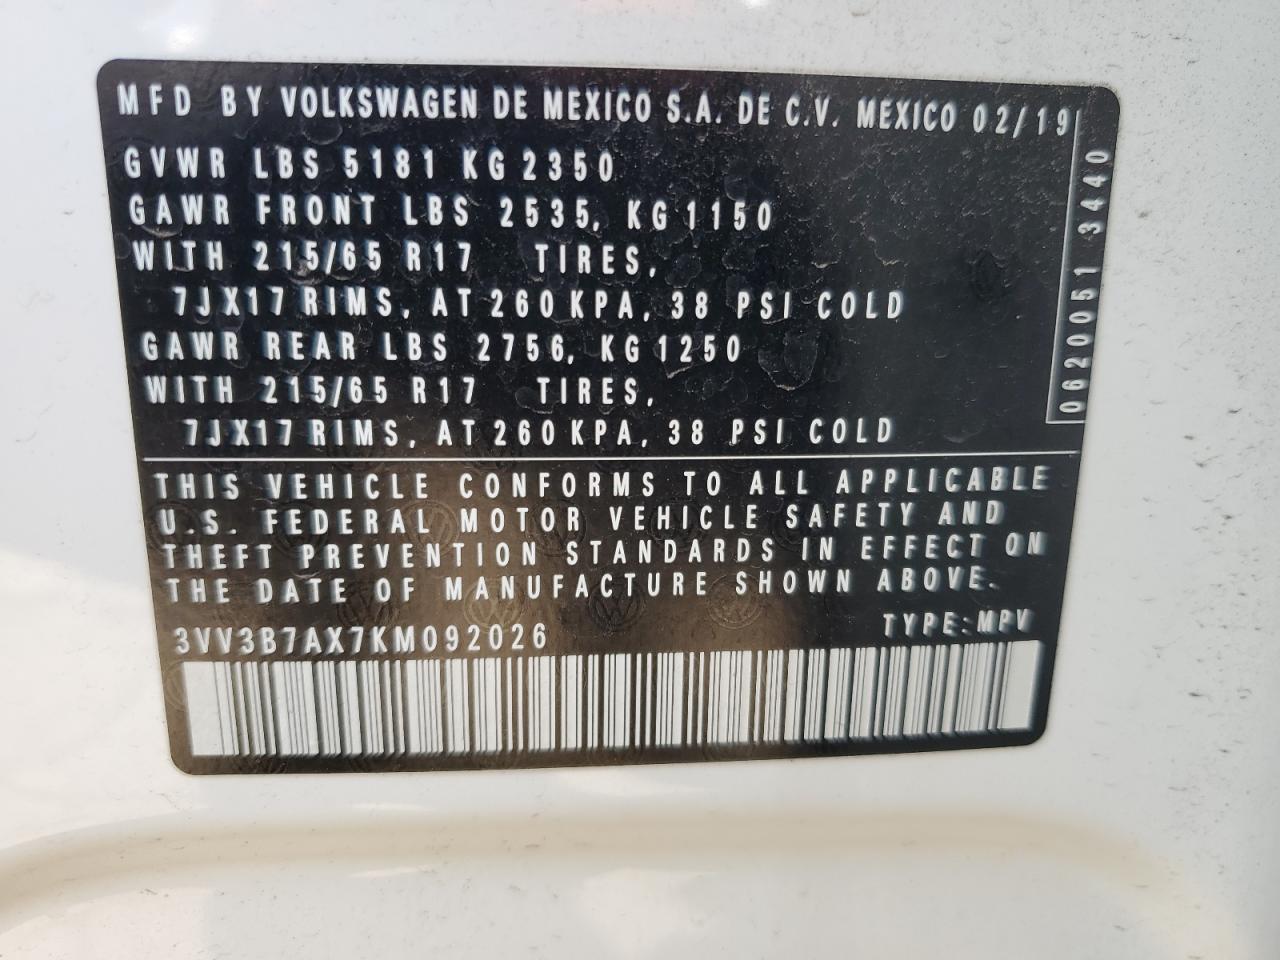 MFD BY VOLKSWAGEN DE MEXICO S.A. DE C.V. MEXICO 02/19
GVWR LBS 5181 KG 2350
GAWR FRONT LBS 2535, KG 1150
WITH 215/65 R17 TIRES,
7JX17 RIMS, AT 260 KPA, 38 PSI COLD
GAWR REAR LBS 2756, KG 1250
WITH 215/65 R17 TIRES,
7JX17 RIMS, AT 260 KPA, 38 PSI COLD
0620051 3440
THIS VEHICLE CONFORMS TO ALL APPLICABLE
U.S. FEDERAL MOTOR VEHICLE SAFETY AND
THEFT PREVENTION STANDARDS IN EFFECT ON
THE DATE OF MANUFACTURE SHOWN ABOVE.
3VV3B7AX7KM092026 TYPE: MPV